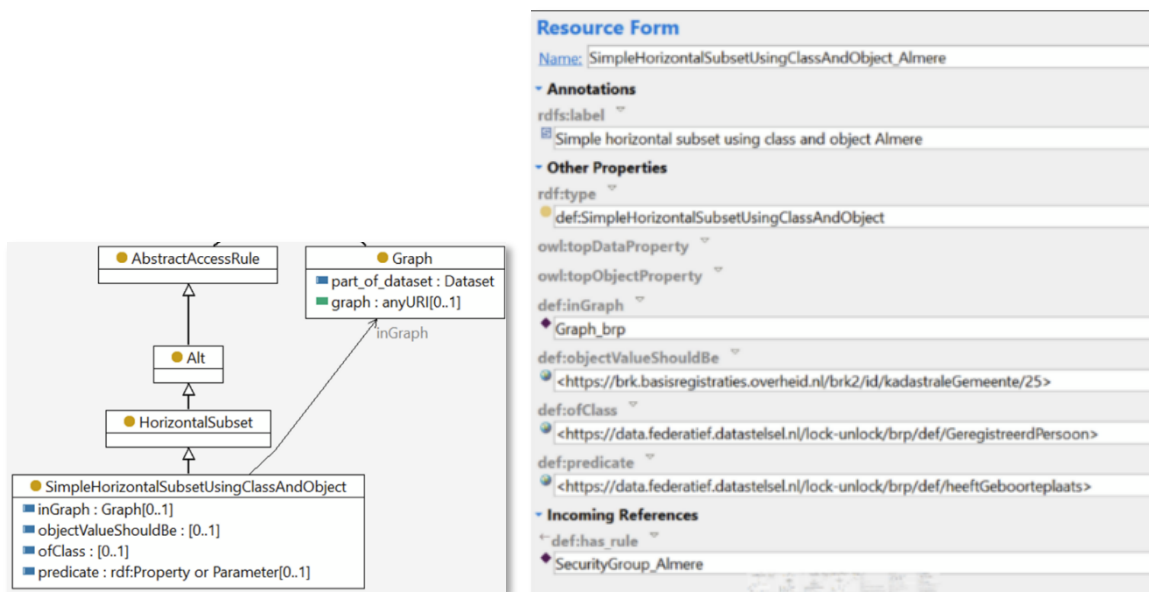 AbstractAccessRule
Graph
part_of_dataset : Dataset
graph : anyURI[0..1]
inGraph
Alt
HorizontalSubset
SimpleHorizontalSubsetUsingClassAndObject
inGraph : Graph[0..1]
objectValueShouldBe : [0..1]
ofClass : [0..1]
predicate : rdf:Property or Parameter[0..1]
Resource Form
Name: SimpleHorizontalSubsetUsingClassAndObject_Almere
Annotations
rdfs:label
Simple horizontal subset using class and object Almere
Other Properties
rdf:type
def:SimpleHorizontalSubsetUsingClassAndObject
owl:topDataProperty
owl:topObjectProperty
def:inGraph
Graph_brp
def:objectValueShouldBe
<https://brk.basisregistraties.overheid.nl/brk2/id/kadastraleGemeente/25>
def:ofClass
<https://data.federatief.datastelsel.nl/lock-unlock/brp/def/GeregistreerdPersoon>
def:predicate
<https://data.federatief.datastelsel.nl/lock-unlock/brp/def/heeftGeboorteplaats>
Incoming References
def:has_rule
SecurityGroup_Almere